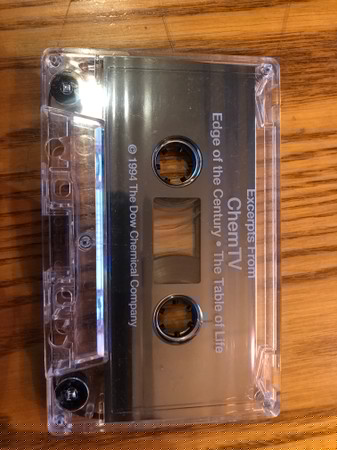 Excerpts From
ChemTV
Edge of the Century • The Table of Life
© 1994 The Dow Chemical Company